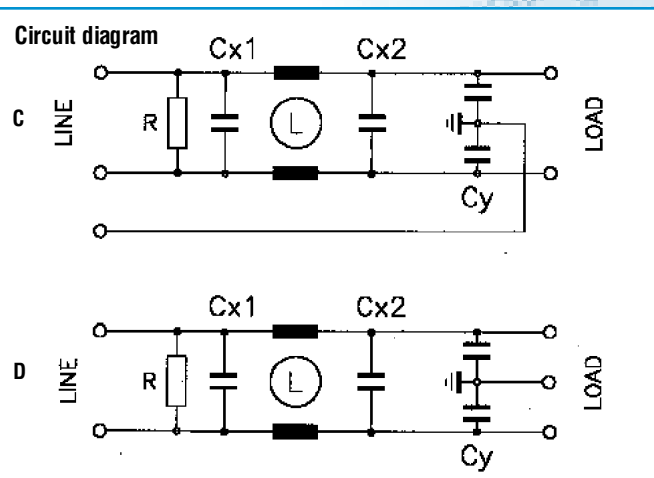 Circuit diagram
Cx1 Cx2
C LINE R L LOAD
Cy
Cx1 Cx2
D LINE R L LOAD
Cy